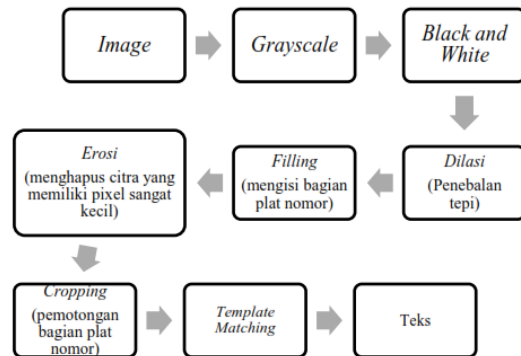 Image
Grayscale
Black and
White
Dilasi
(Penebalan
tepi)
Filling
(mengisi bagian
plat nomor)
Erosi
(menghapus citra yang
memiliki pixel sangat
kecil)
Cropping
(pemotongan
bagian plat
nomor)
Template
Matching
Teks